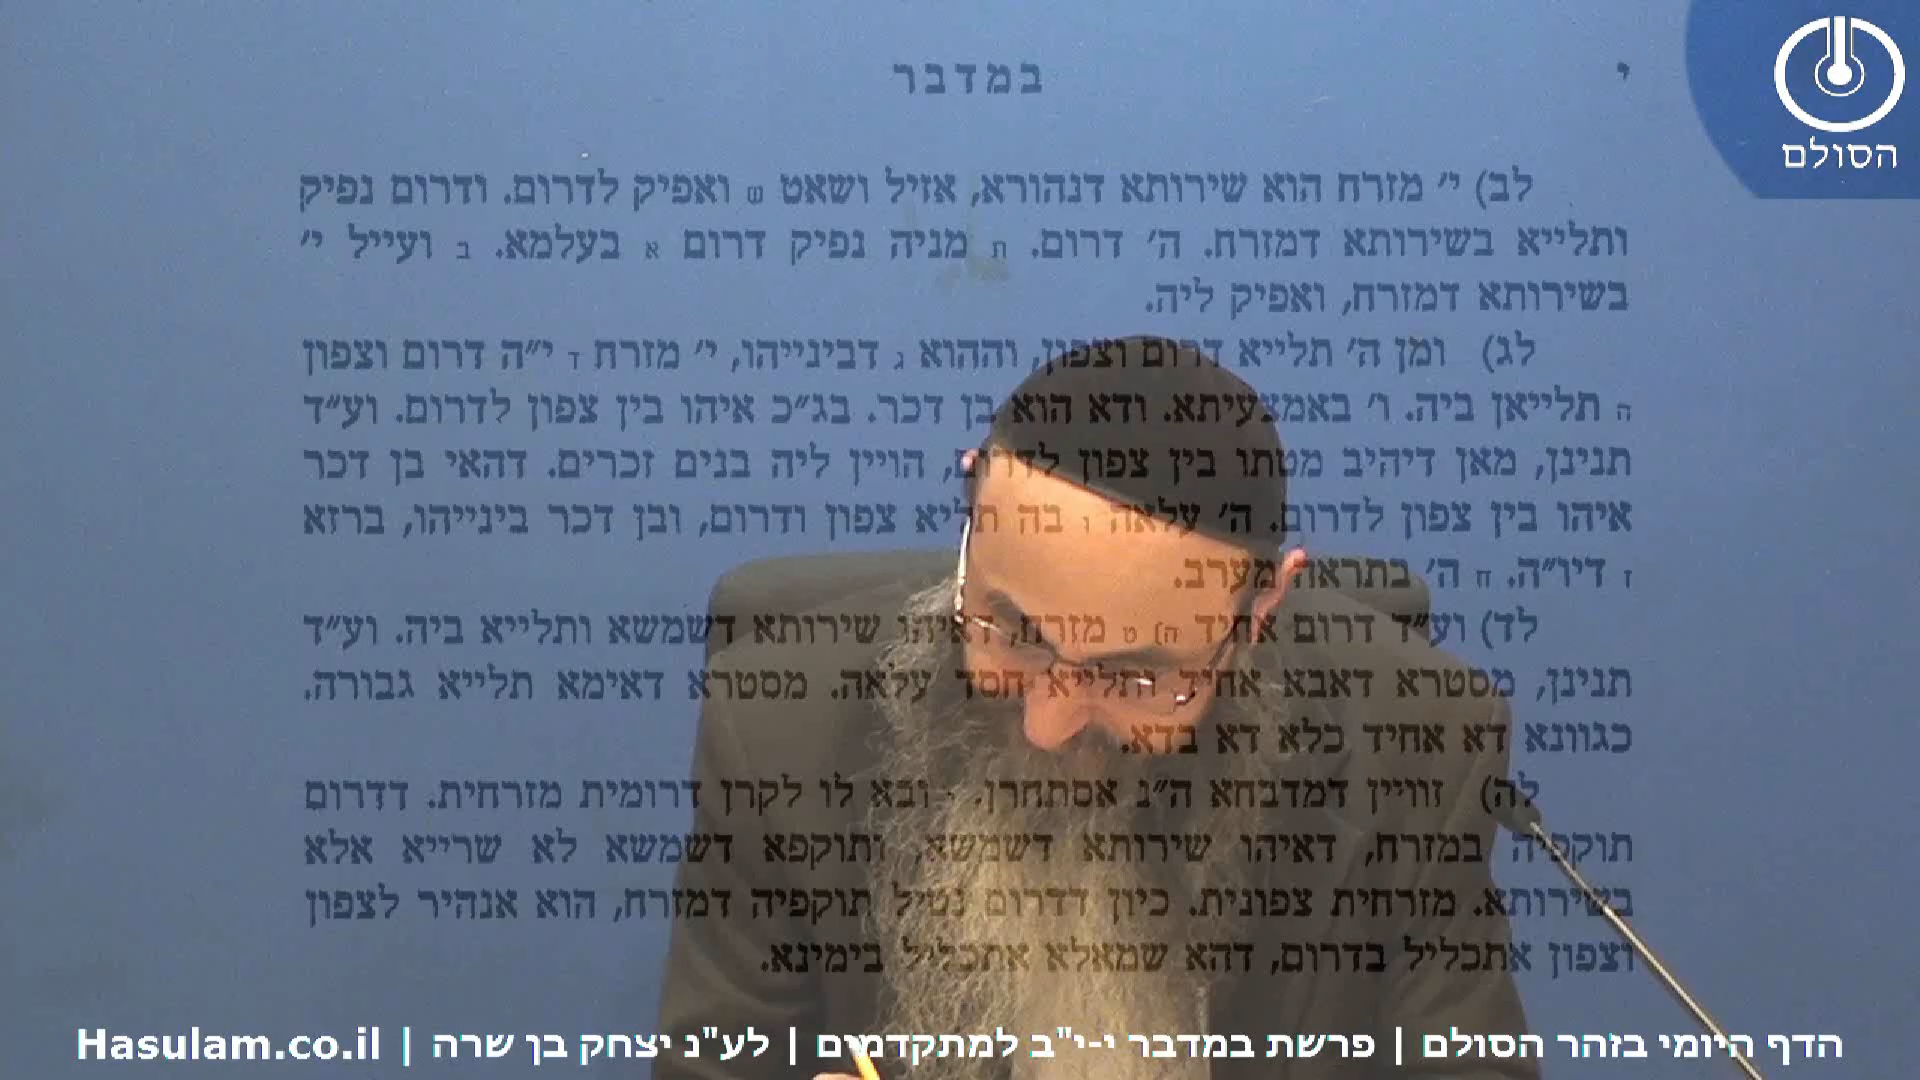 במדבר
י
הסולם
לב) י׳ מזרח הוא שירותא דנהורא, אזיל ושאט ש ואפיק לדרום. ודרום נפיק
ותלייא בשירותא דמזרח. ה׳ דרום. ת מניה נפיק דרום א בעלמא. ב ועייל י׳
בשירותא דמזרח, ואפיק ליה.
לג) ומן ה׳ תלייא דרום וצפון, וההוא ג דבינייהו, י׳ מזרח ד י״ה דרום וצפון
ה תלייאן ביה. ו׳ באמצעיתא. ודא הוא בן דכר. בג״כ איהו בין צפון לדרום. וע״ד
תנינן, מאן דיהיב מטתו בין צפון לדרום, הויין ליה בנים זכרים. דהאי בן דכר
איהו בין צפון לדרום. ה׳ עלאה ו בה תליא צפון ודרום, ובן דכר בינייהו, ברזא
ז דיו״ה. ח ה׳ בתראה מערב.
לד) וע״ד דרום אחיד ה) ט מזרח, דאיהו שירותא דשמשא ותלייא ביה. וע״ד
תנינן, מסטרא דאבא אחיד ותלייא חסד עלאה. מסטרא דאימא תלייא גבורה.
כגוונא דא אחיד כלא דא בדא.
לה) זוויין דמדבחא ה״נ אסתחרן. ובא לו לקרן דרומית מזרחית. דדרום
תוקפיה במזרח, דאיהו שירותא דשמשא, ותוקפא דשמשא לא שרייא אלא
בשירותא. מזרחית צפונית. כיון דדרום נטיל תוקפיה דמזרח, הוא אנהיר לצפון
וצפון אתכליל בדרום, דהא שמאלא אתכליל בימינא.
הדף היומי בזהר הסולם | פרשת במדבר י-י"ב למתקדמים | לע"נ יצחק בן שרה | Hasulam.co.il